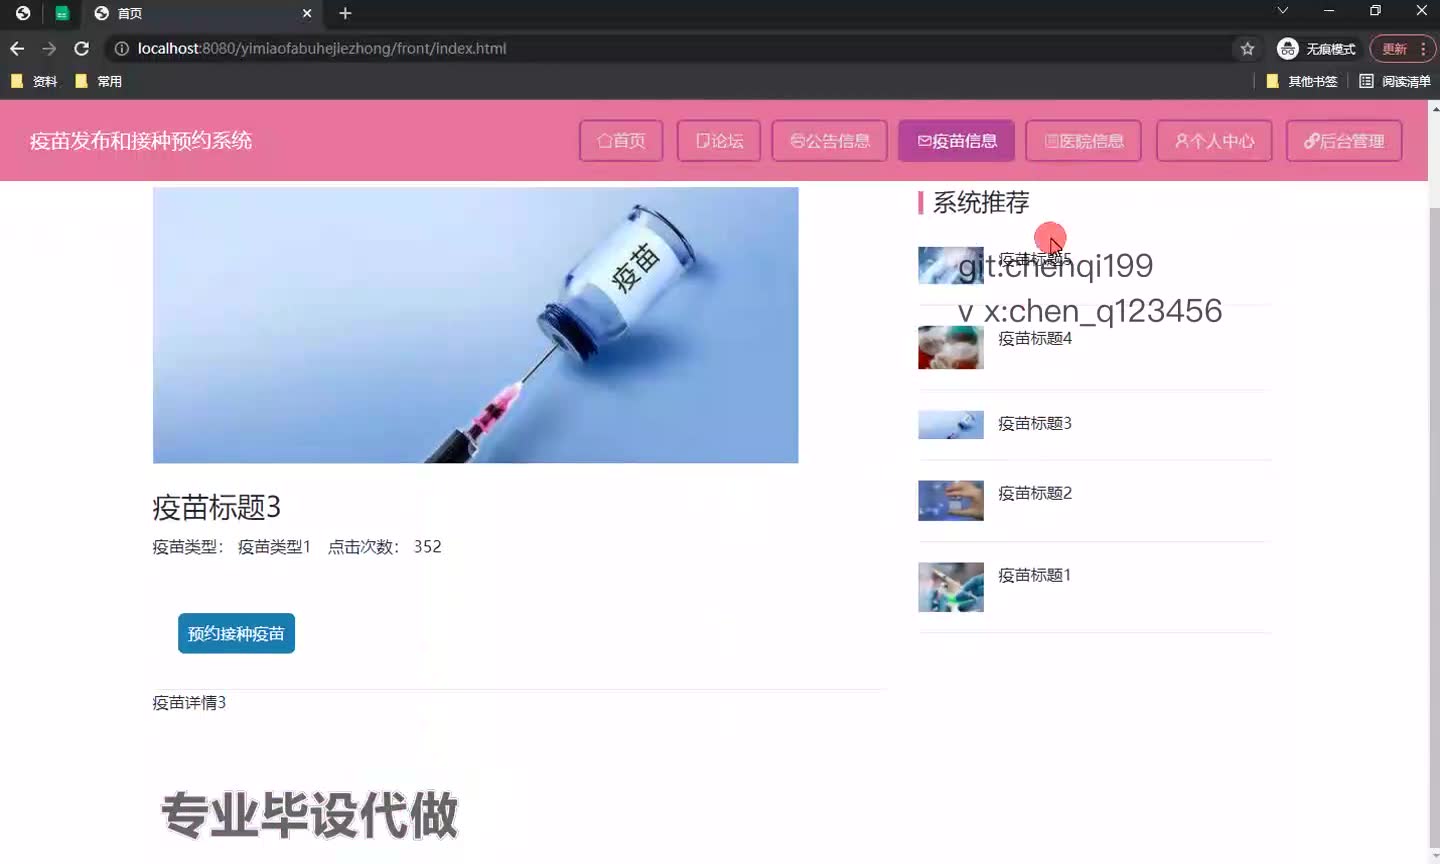 首页
localhost:8080/yimiaofabuhejiezhong/front/index.html
无痕模式
更新
资料
常用
其他书签
阅读清单
疫苗发布和接种预约系统
首页
论坛
公告信息
疫苗信息
医院信息
个人中心
后台管理
疫苗
疫苗标题3
疫苗类型： 疫苗类型1 点击次数： 352
预约接种疫苗
疫苗详情3
系统推荐
疫苗标题5
git:chenqi199
v x:chen_q123456
疫苗标题4
疫苗标题3
疫苗标题2
疫苗标题1
专业毕设代做